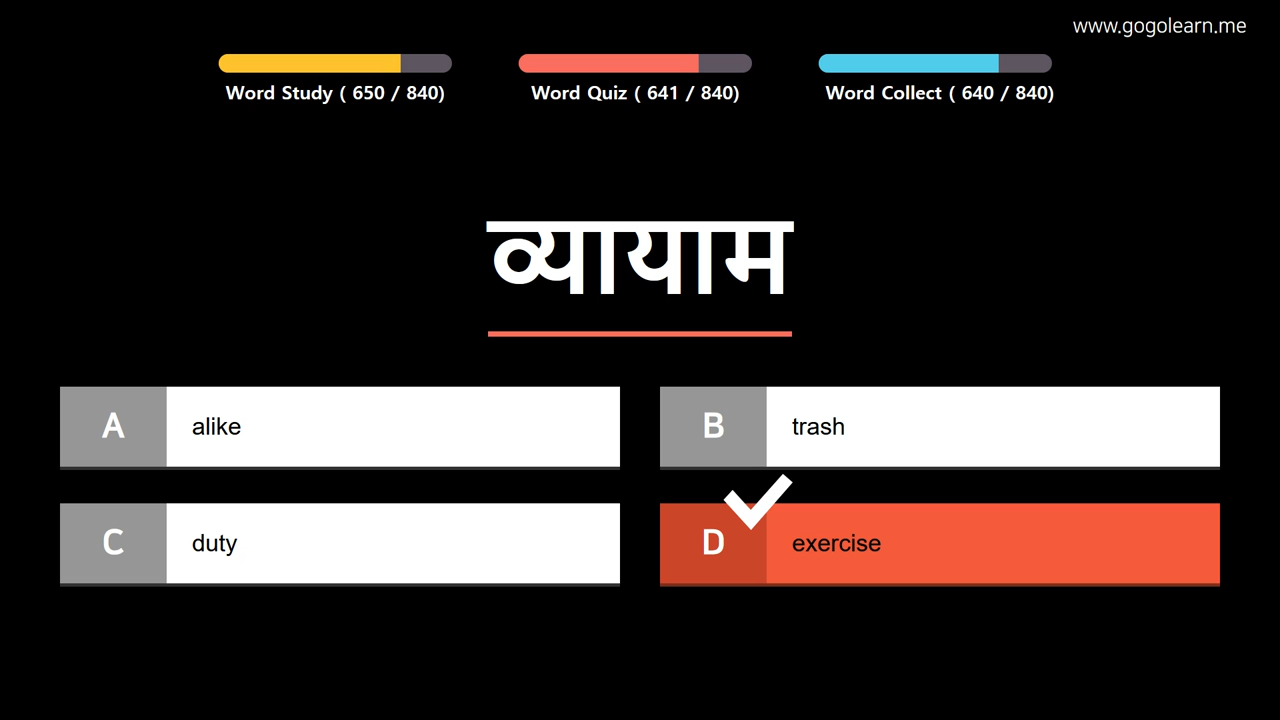 www.gogolearn.me
Word Study ( 650 / 840)
Word Quiz ( 641 / 840)
Word Collect ( 640 / 840)
व्यायाम
A alike
B trash
C duty
D exercise